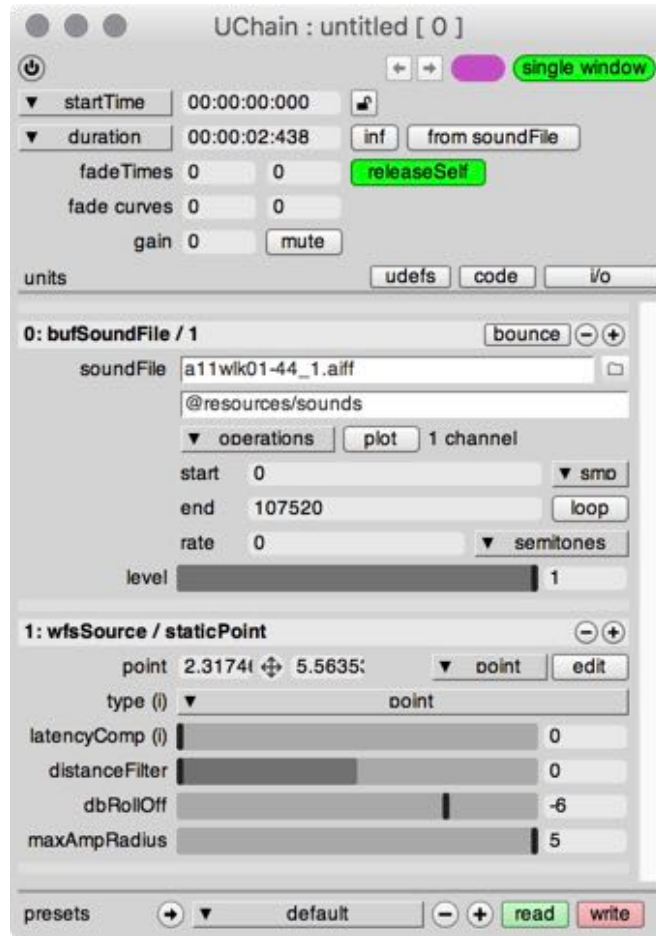 UChain : untitled [ 0 ]
single window
startTime 00:00:00:000
duration 00:00:02:438 inf from soundFile
fadeTimes 0 0 releaseSelf
fade curves 0 0
gain 0 mute
units udefs code i/o
0: bufSoundFile / 1 bounce
soundFile a11wlk01-44_1.aiff
@resources/sounds
operations plot 1 channel
start 0 smp
end 107520 loop
rate 0 semitones
level 1
1: wfsSource / staticPoint
point 2.3174 5.5635 point edit
type (i) point
latencyComp (i) 0
distanceFilter 0
dbRollOff -6
maxAmpRadius 5
presets default read write